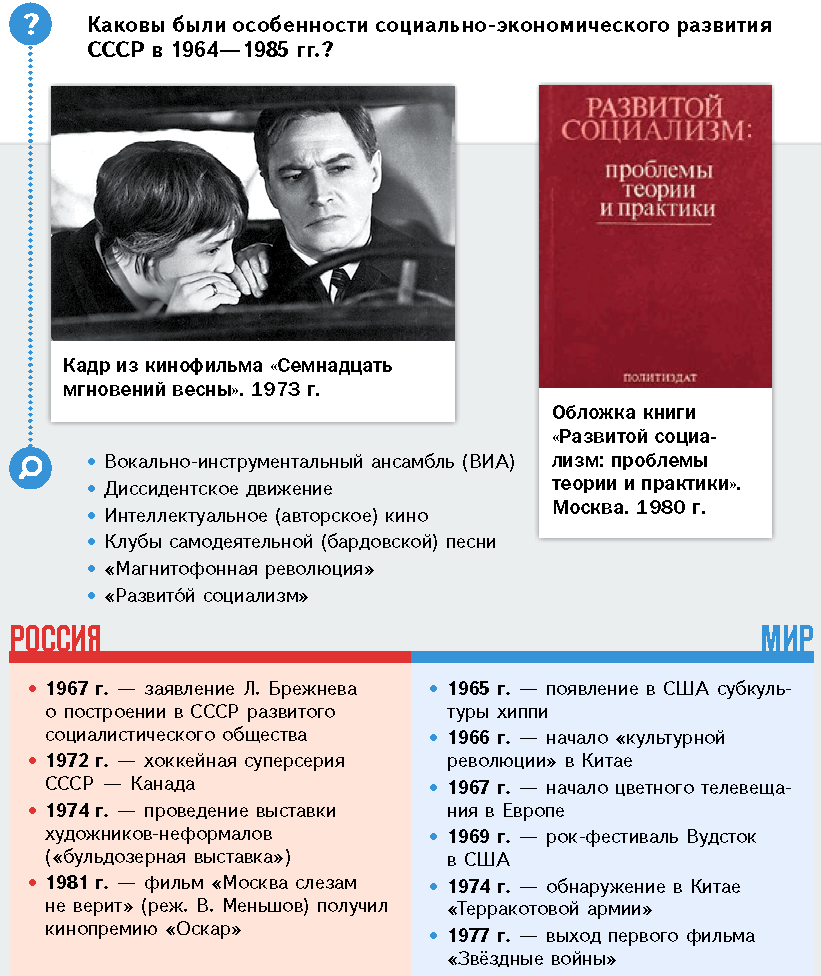 ?
Каковы были особенности социально-экономического развития
СССР в 1964—1985 гг.?
РАЗВИТОЙ
СОЦИАЛИЗМ:
проблемы
теории
и практики
ПОЛИТИЗДАТ
Кадр из кинофильма «Семнадцать
мгновений весны». 1973 г.
Обложка книги
«Развитой социа-
лизм: проблемы
теории и практики».
Москва. 1980 г.
• Вокально-инструментальный ансамбль (ВИА)
• Диссидентское движение
• Интеллектуальное (авторское) кино
• Клубы самодеятельной (бардовской) песни
• «Магнитофонная революция»
• «Развито́й социализм»
РОССИЯ
• 1967 г. — заявление Л. Брежнева
о построении в СССР развитого
социалистического общества
• 1972 г. — хоккейная суперсерия
СССР — Канада
• 1974 г. — проведение выставки
художников-неформалов
(«бульдозерная выставка»)
• 1981 г. — фильм «Москва слезам
не верит» (реж. В. Меньшов) получил
кинопремию «Оскар»
МИР
• 1965 г. — появление в США субкуль-
туры хиппи
• 1966 г. — начало «культурной
революции» в Китае
• 1967 г. — начало цветного телевеща-
ния в Европе
• 1969 г. — рок-фестиваль Вудсток
в США
• 1974 г. — обнаружение в Китае
«Терракотовой армии»
• 1977 г. — выход первого фильма
«Звёздные войны»